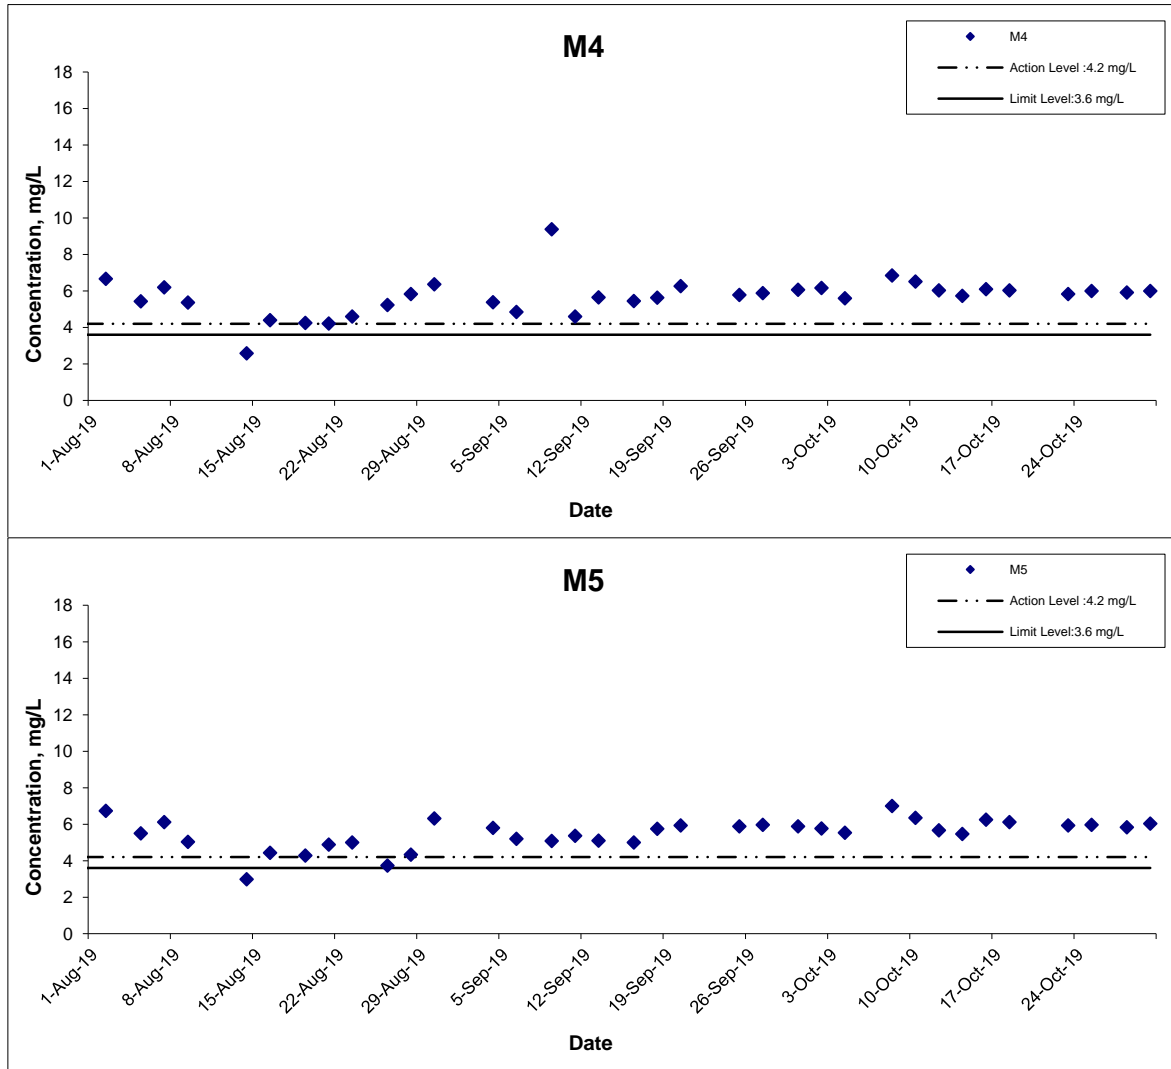 M4
M4
Action Level :4.2 mg/L
Limit Level:3.6 mg/L
Concentration, mg/L
18
16
14
12
10
8
6
4
2
0
1-Aug-19
8-Aug-19
15-Aug-19
22-Aug-19
29-Aug-19
5-Sep-19
12-Sep-19
19-Sep-19
26-Sep-19
3-Oct-19
10-Oct-19
17-Oct-19
24-Oct-19
Date
M5
M5
Action Level :4.2 mg/L
Limit Level:3.6 mg/L
Concentration, mg/L
18
16
14
12
10
8
6
4
2
0
1-Aug-19
8-Aug-19
15-Aug-19
22-Aug-19
29-Aug-19
5-Sep-19
12-Sep-19
19-Sep-19
26-Sep-19
3-Oct-19
10-Oct-19
17-Oct-19
24-Oct-19
Date